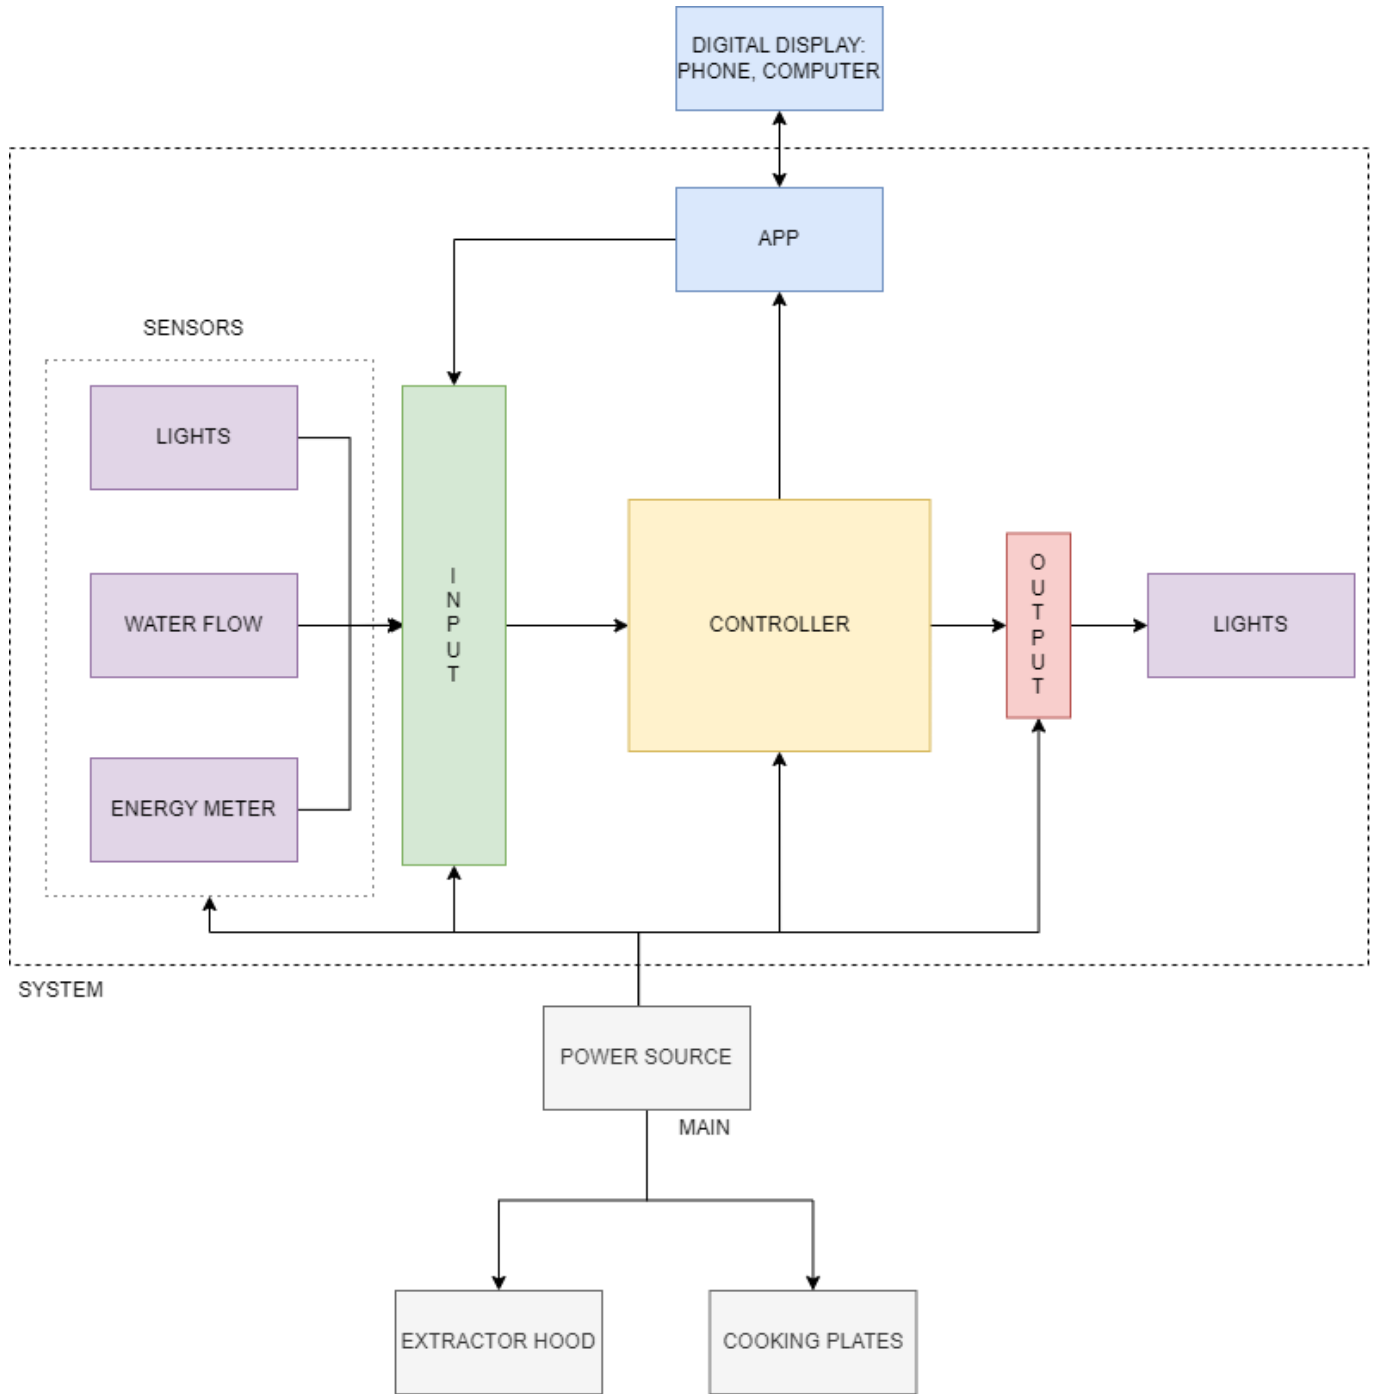 DIGITAL DISPLAY:
PHONE, COMPUTER
APP
SENSORS
LIGHTS
WATER FLOW
ENERGY METER
I
N
P
U
T
CONTROLLER
O
U
T
P
U
T
LIGHTS
SYSTEM
POWER SOURCE
MAIN
EXTRACTOR HOOD
COOKING PLATES